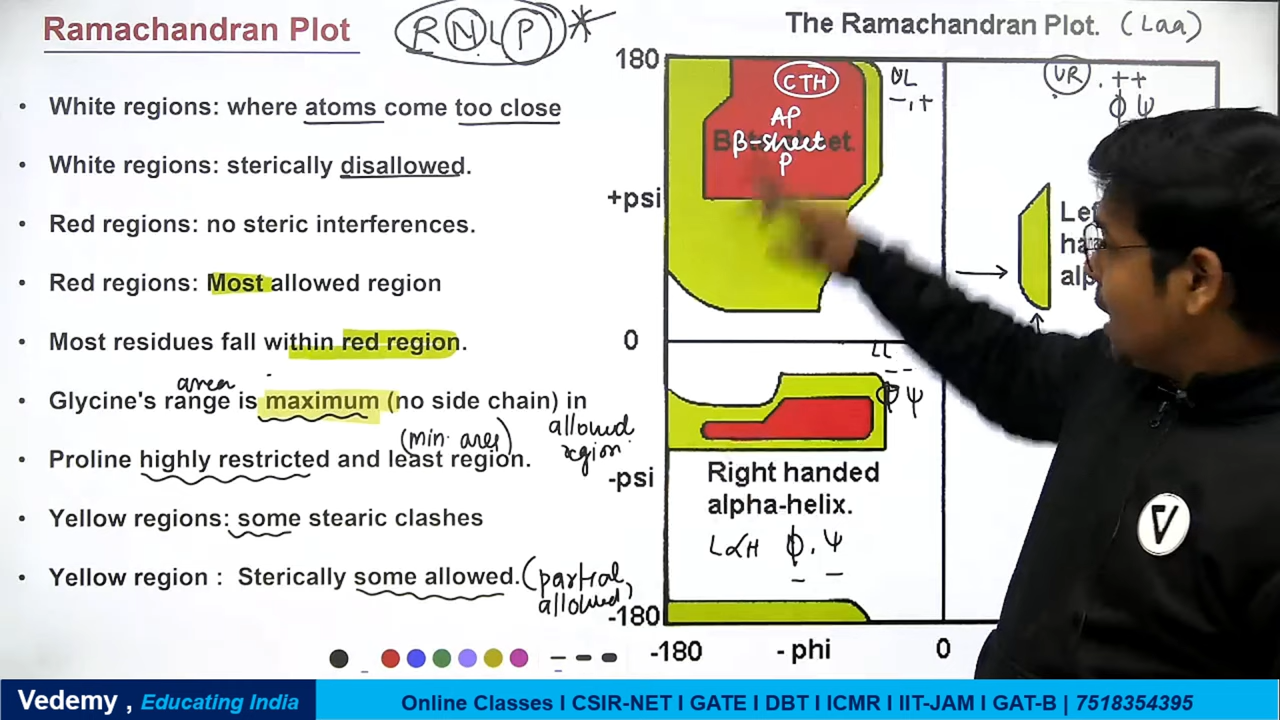 Ramachandran Plot
RNLP*
• White regions: where atoms come too close
• White regions: sterically disallowed.
• Red regions: no steric interferences.
• Red regions: Most allowed region
• Most residues fall within red region.
area
• Glycine's range is maximum (no side chain) in
allowed
region
(min. area)
• Proline highly restricted and least region.
• Yellow regions: some stearic clashes
• Yellow region : Sterically some allowed. (partial
allowed)
The Ramachandran Plot. (Laa)
180
+psi
0
-psi
-180
-180
- phi
0
CTH
AP
β-sheet
P
UL
-, +
UR . ++
ϕ ψ
Le
ha
alp
LL
- -
ϕ ψ
Right handed
alpha-helix.
LαH ϕ, ψ
- -
V
Vedemy , Educating India
Online Classes I CSIR-NET I GATE I DBT I ICMR I IIT-JAM I GAT-B | 7518354395